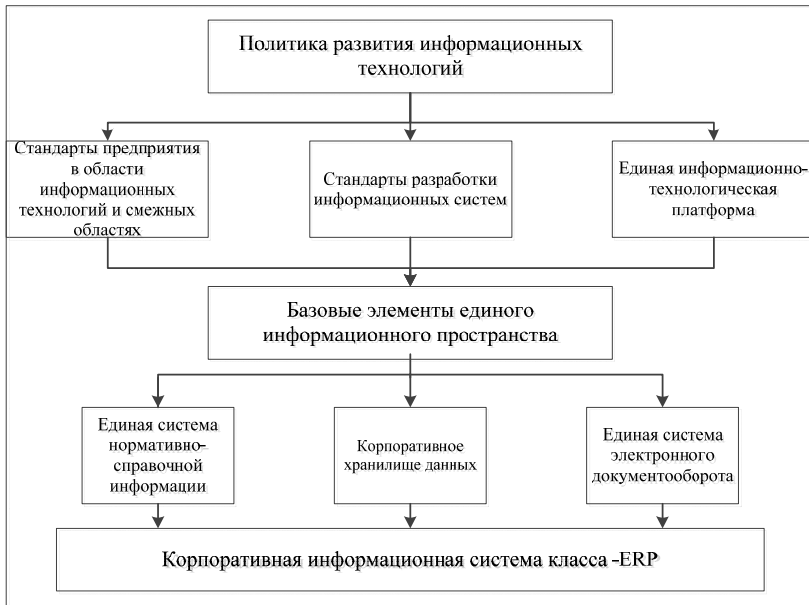 Политика развития информационных
технологий
Стандарты предприятия
в области
информационных
технологий и смежных
областях
Стандарты разработки
информационных систем
Единая информационно-
технологическая
платформа
Базовые элементы единого
информационного пространства
Единая система
нормативно-
справочной
информации
Корпоративное
хранилище данных
Единая система
электронного
документооборота
Корпоративная информационная система класса -ERP